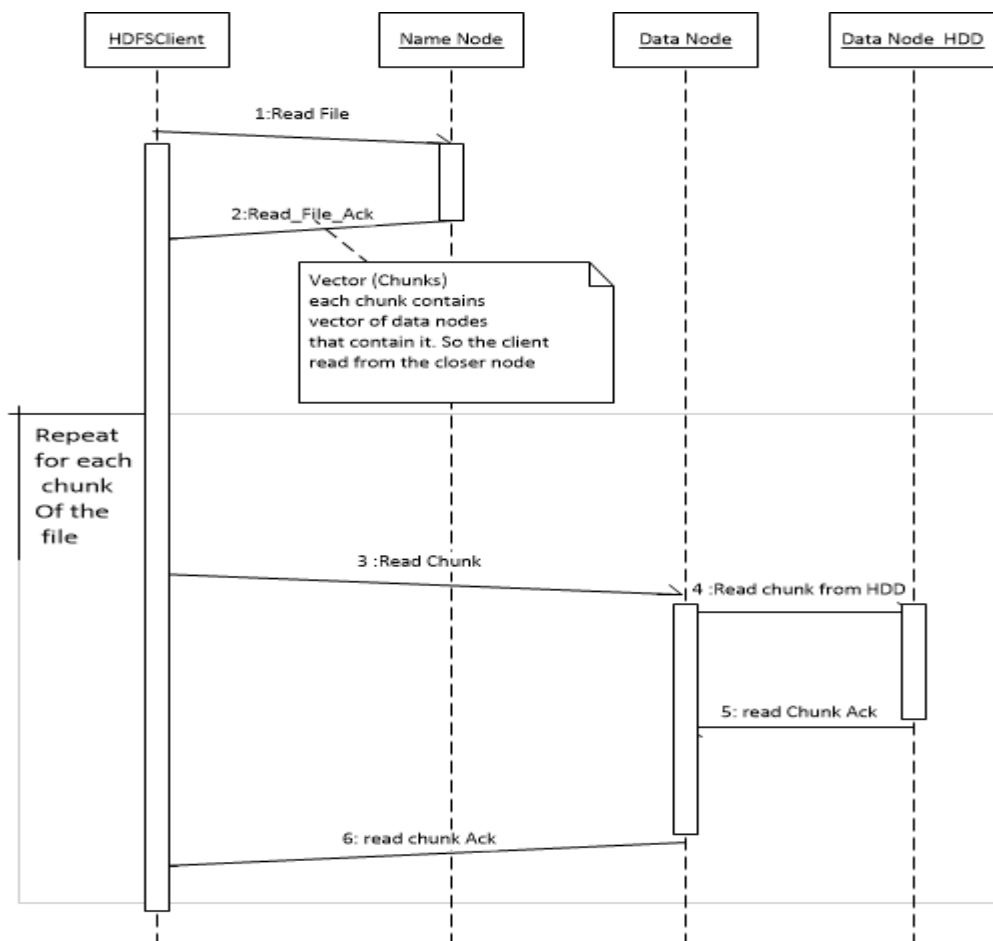 HDFSClient
Name Node
Data Node
Data Node HDD
1:Read File
2:Read_File_Ack
Vector (Chunks)
each chunk contains
vector of data nodes
that contain it. So the client
read from the closer node
Repeat
for each
chunk
Of the
file
3 :Read Chunk
4 :Read chunk from HDD
5: read Chunk Ack
6: read chunk Ack